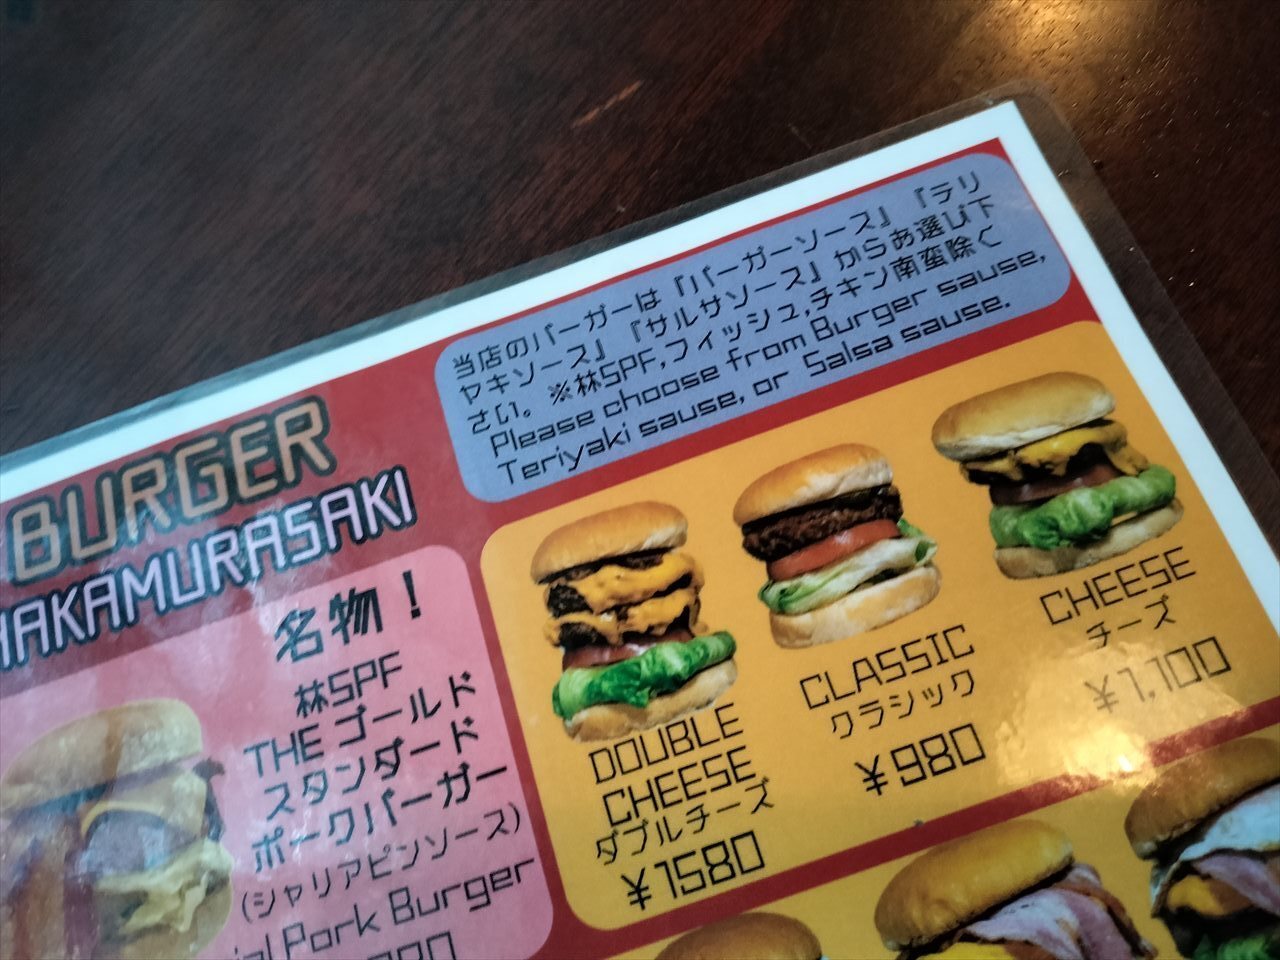 当店のバーガーは『バーガーソース』『テリ
ヤキソース』『サルサソース』からお選び下
さい。※林SPF,フィッシュ,チキン南蛮除く
Please choose from Burger sause,
Teriyaki sause, or Salsa sause.
BURGER
NAKAMURASAKI
名物！
林SPF
THE ゴールド
スタンダード
ポークバーガー
(シャリアピンソース)
Pork Burger
DOUBLE
CHEESE
ダブルチーズ
¥1580
CLASSIC
クラシック
¥980
CHEESE
チーズ
¥1,100